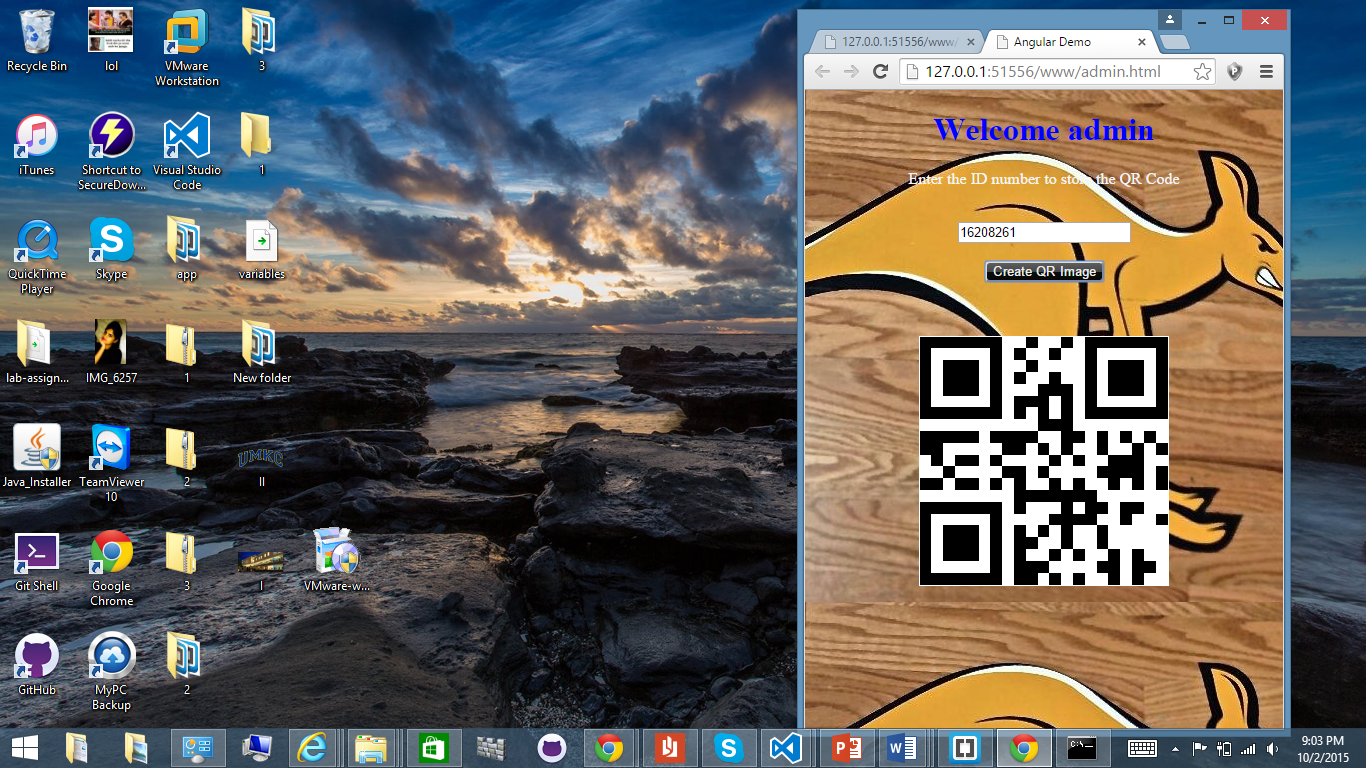 Recycle Bin
lol
VMware
Workstation
3
iTunes
Shortcut to
SecureDow...
Visual Studio
Code
1
QuickTime
Player
Skype
app
variables
lab-assign...
IMG_6257
1
New folder
Java_Installer
TeamViewer
10
2
UMKC
II
Git Shell
Google
Chrome
3
I
VMware-w...
GitHub
MyPC
Backup
2
127.0.0.1:51556/www/
Angular Demo
127.0.0.1:51556/www/admin.html
Welcome admin
Enter the ID number to store the QR Code
16208261
Create QR Image
9:03 PM
10/2/2015